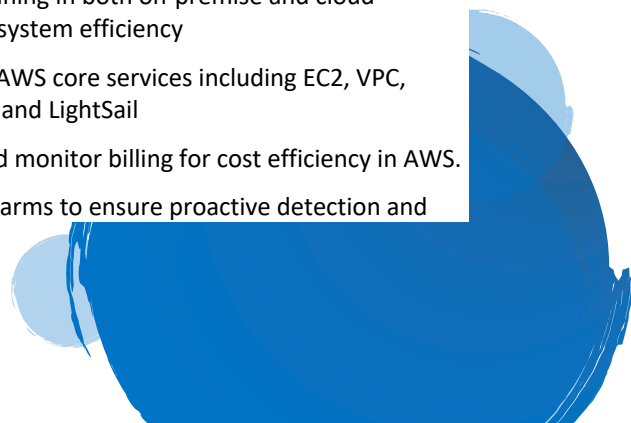 system efficiency
AWS core services including EC2, VPC,
and LightSail
d monitor billing for cost efficiency in AWS.
arms to ensure proactive detection and